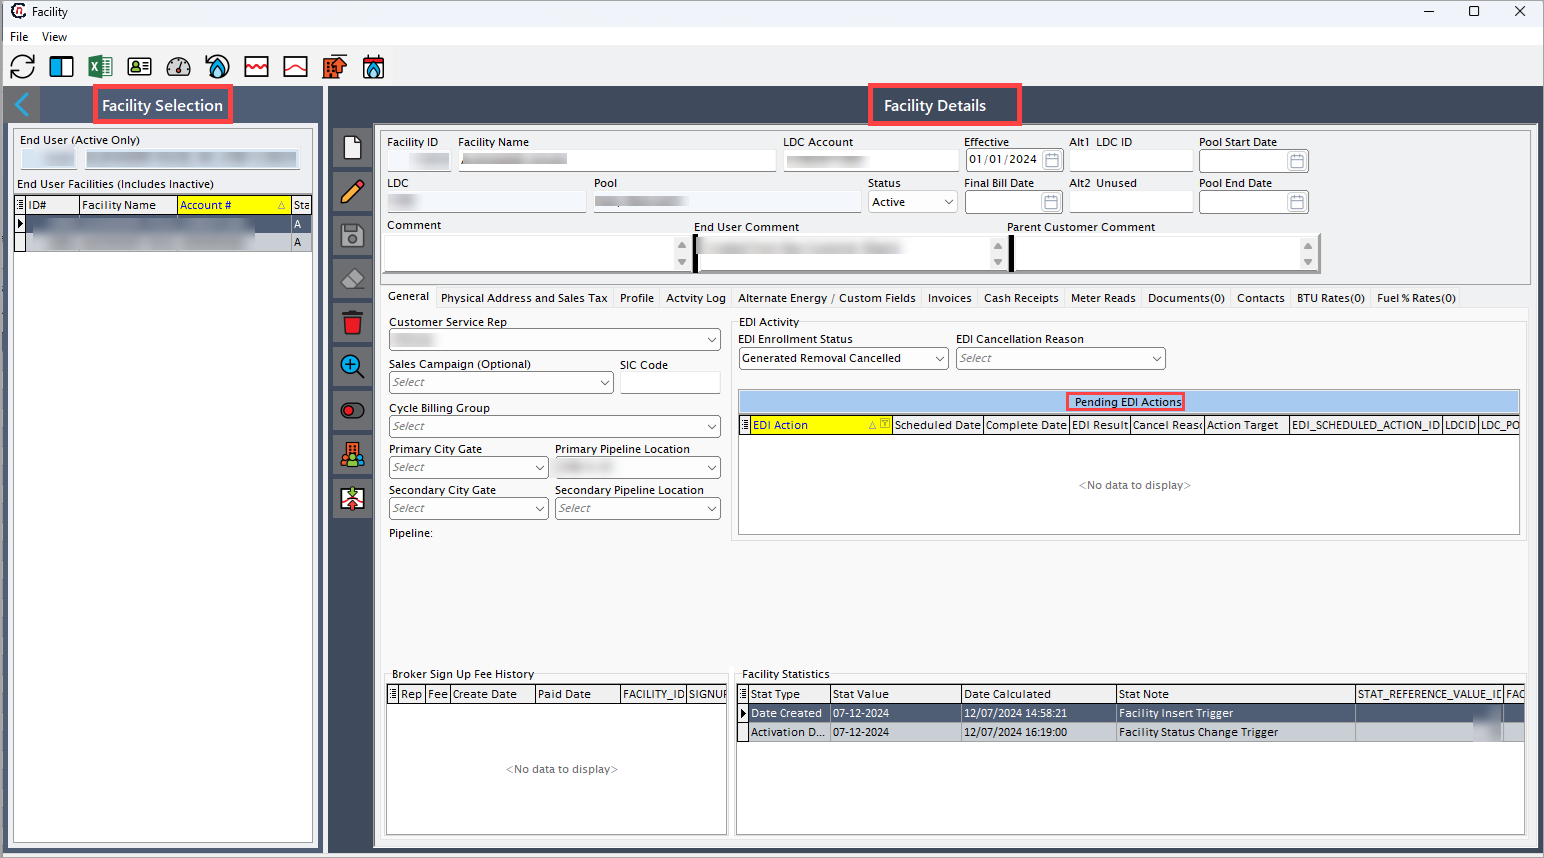 Facility
File View
Facility Selection
Facility Details
End User (Active Only)
End User Facilities (Includes Inactive)
ID# Facility Name Account # Sta
A
A
Facility ID Facility Name LDC Account Effective Alt1 LDC ID Pool Start Date
01/01/2024
LDC Pool Status Final Bill Date Alt2 Unused Pool End Date
Active
Comment End User Comment Parent Customer Comment
General Physical Address and Sales Tax Profile Actvity Log Alternate Energy / Custom Fields Invoices Cash Receipts Meter Reads Documents(0) Contacts BTU Rates(0) Fuel % Rates(0)
Customer Service Rep
Sales Campaign (Optional) SIC Code
Select
Cycle Billing Group
Select
Primary City Gate Primary Pipeline Location
Select
Secondary City Gate Secondary Pipeline Location
Select Select
Pipeline:
EDI Activity
EDI Enrollment Status EDI Cancellation Reason
Generated Removal Cancelled Select
Pending EDI Actions
EDI Action Scheduled Date Complete Date EDI Result Cancel Reasc Action Target EDI_SCHEDULED_ACTION_ID LDCID LDC_PO
<No data to display>
Broker Sign Up Fee History
Rep Fee Create Date Paid Date FACILITY_ID SIGNUF
<No data to display>
Facility Statistics
Stat Type Stat Value Date Calculated Stat Note STAT_REFERENCE_VALUE_ID FAC
Date Created 07-12-2024 12/07/2024 14:58:21 Facility Insert Trigger
Activation D... 07-12-2024 12/07/2024 16:19:00 Facility Status Change Trigger